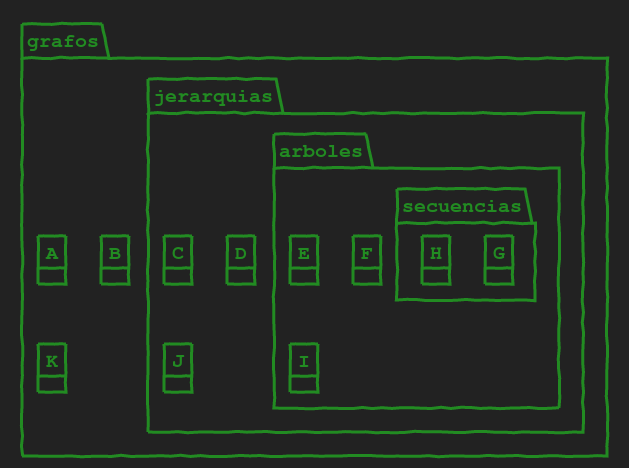 grafos
jerarquias
arboles
secuencias
A B C D E F H G
K J I